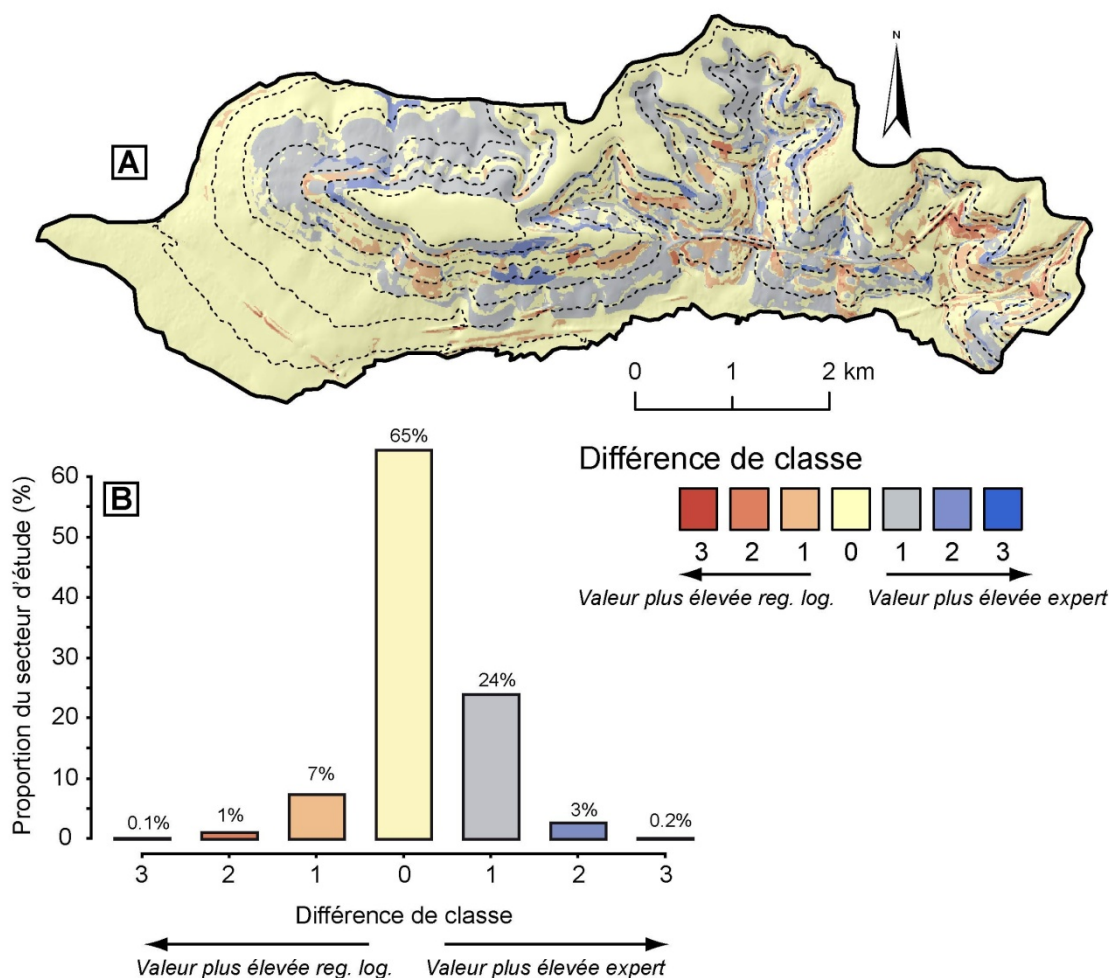 N
A
0 1 2 km
Différence de classe
3 2 1 0 1 2 3
Valeur plus élevée reg. log. Valeur plus élevée expert
B
Proportion du secteur d'étude (%)
60
50
40
30
20
10
0
0.1% 1% 7% 65% 24% 3% 0.2%
3 2 1 0 1 2 3
Différence de classe
Valeur plus élevée reg. log. Valeur plus élevée expert